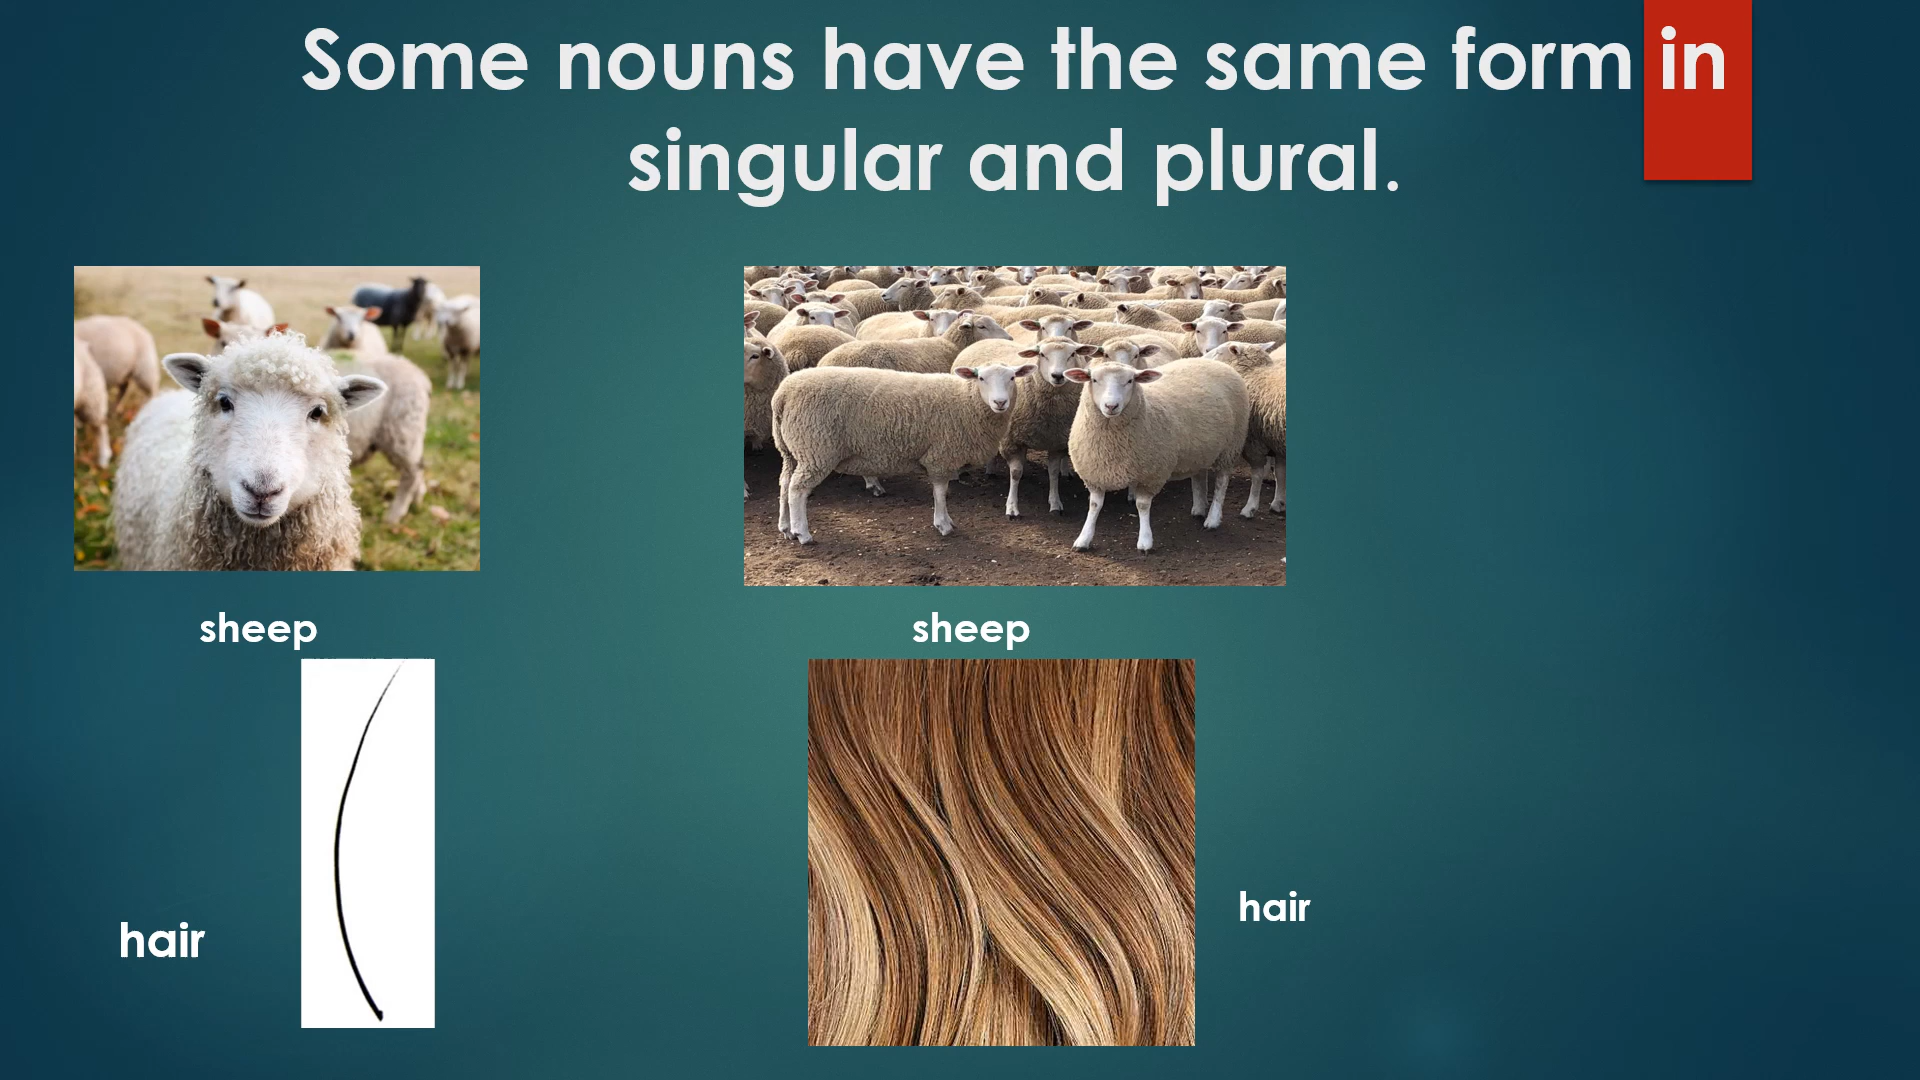 Some nouns have the same form in
singular and plural.
sheep
sheep
hair
hair